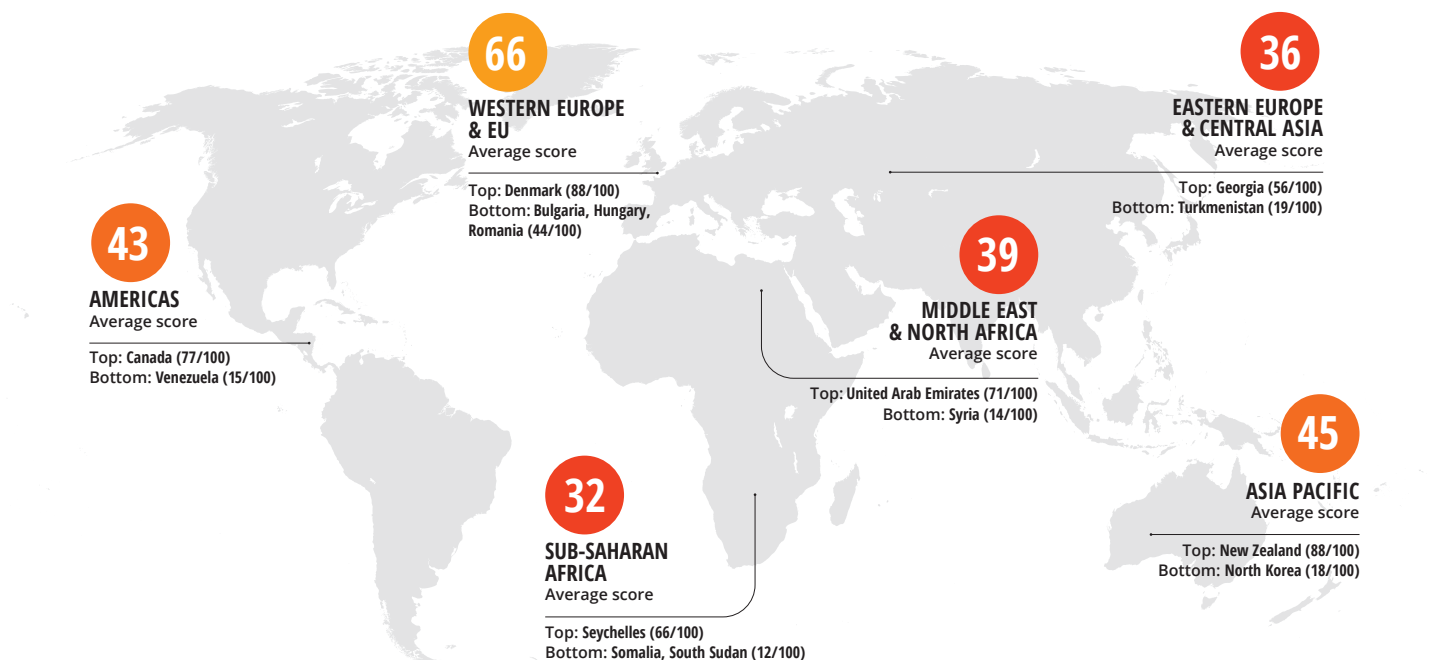 66
WESTERN EUROPE
& EU
Average score
Top: Denmark (88/100)
Bottom: Bulgaria, Hungary,
Romania (44/100)
36
EASTERN EUROPE
& CENTRAL ASIA
Average score
Top: Georgia (56/100)
Bottom: Turkmenistan (19/100)
43
AMERICAS
Average score
Top: Canada (77/100)
Bottom: Venezuela (15/100)
39
MIDDLE EAST
& NORTH AFRICA
Average score
Top: United Arab Emirates (71/100)
Bottom: Syria (14/100)
45
ASIA PACIFIC
Average score
Top: New Zealand (88/100)
Bottom: North Korea (18/100)
32
SUB-SAHARAN
AFRICA
Average score
Top: Seychelles (66/100)
Bottom: Somalia, South Sudan (12/100)